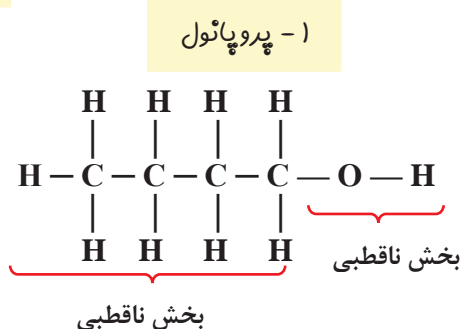 ۱ - پروپانول
H H H H
H – C – C – C – C — O — H
H H H H
بخش ناقطبی
بخش ناقطبی